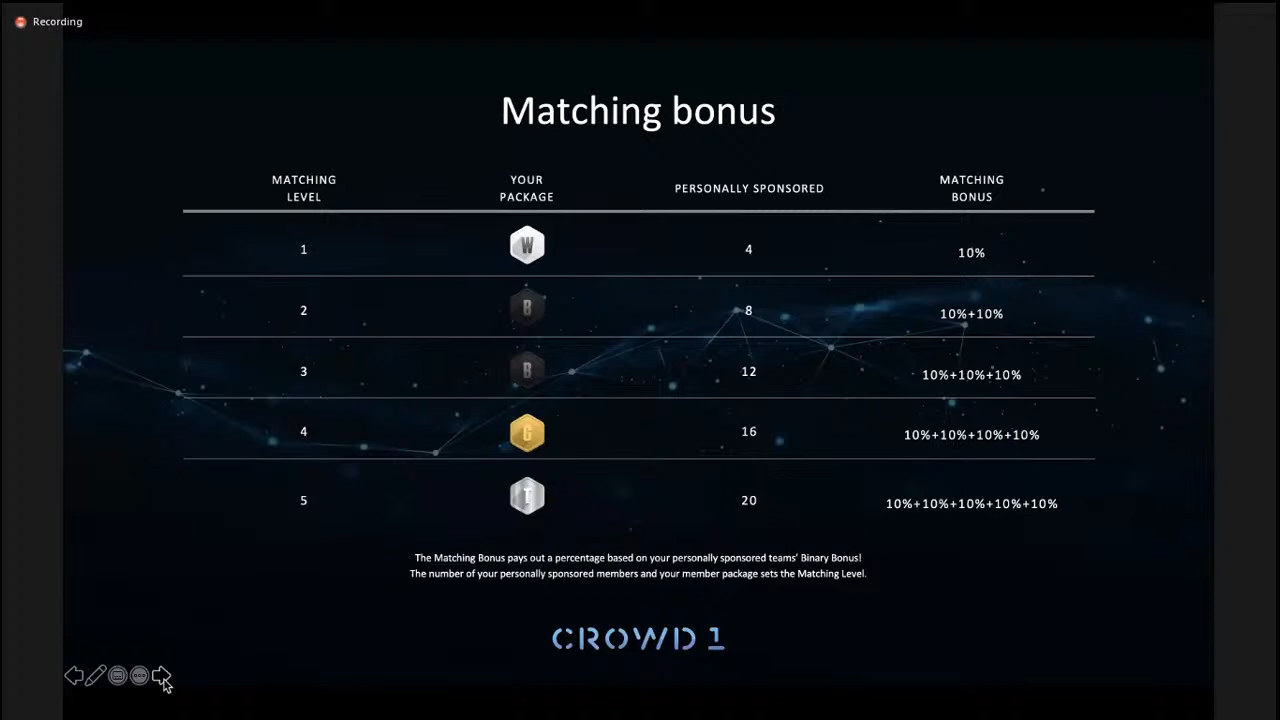 Recording
Matching bonus
MATCHING LEVEL YOUR PACKAGE PERSONALLY SPONSORED MATCHING BONUS
1 W 4 10%
2 B 8 10%+10%
3 B 12 10%+10%+10%
4 G 16 10%+10%+10%+10%
5 T 20 10%+10%+10%+10%+10%
The Matching Bonus pays out a percentage based on your personally sponsored teams' Binary Bonus!
The number of your personally sponsored members and your member package sets the Matching Level.
CROWD 1